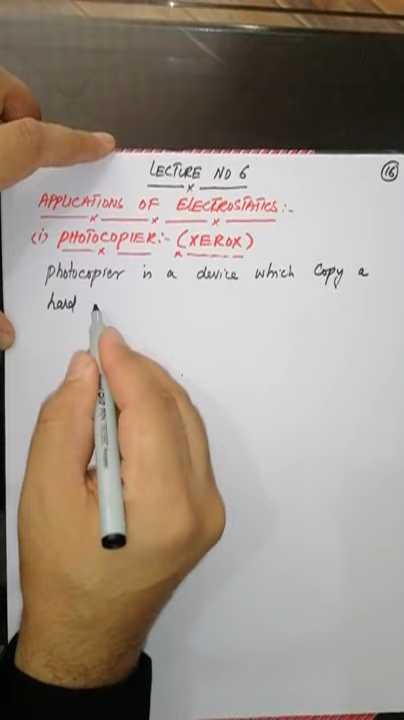 LECTURE NO 6
16
APPLICATIONS OF ELECTROSTATICS:-
(i) PHOTOCOPIER:- (XEROX)
photocopier is a device which copy a
hard